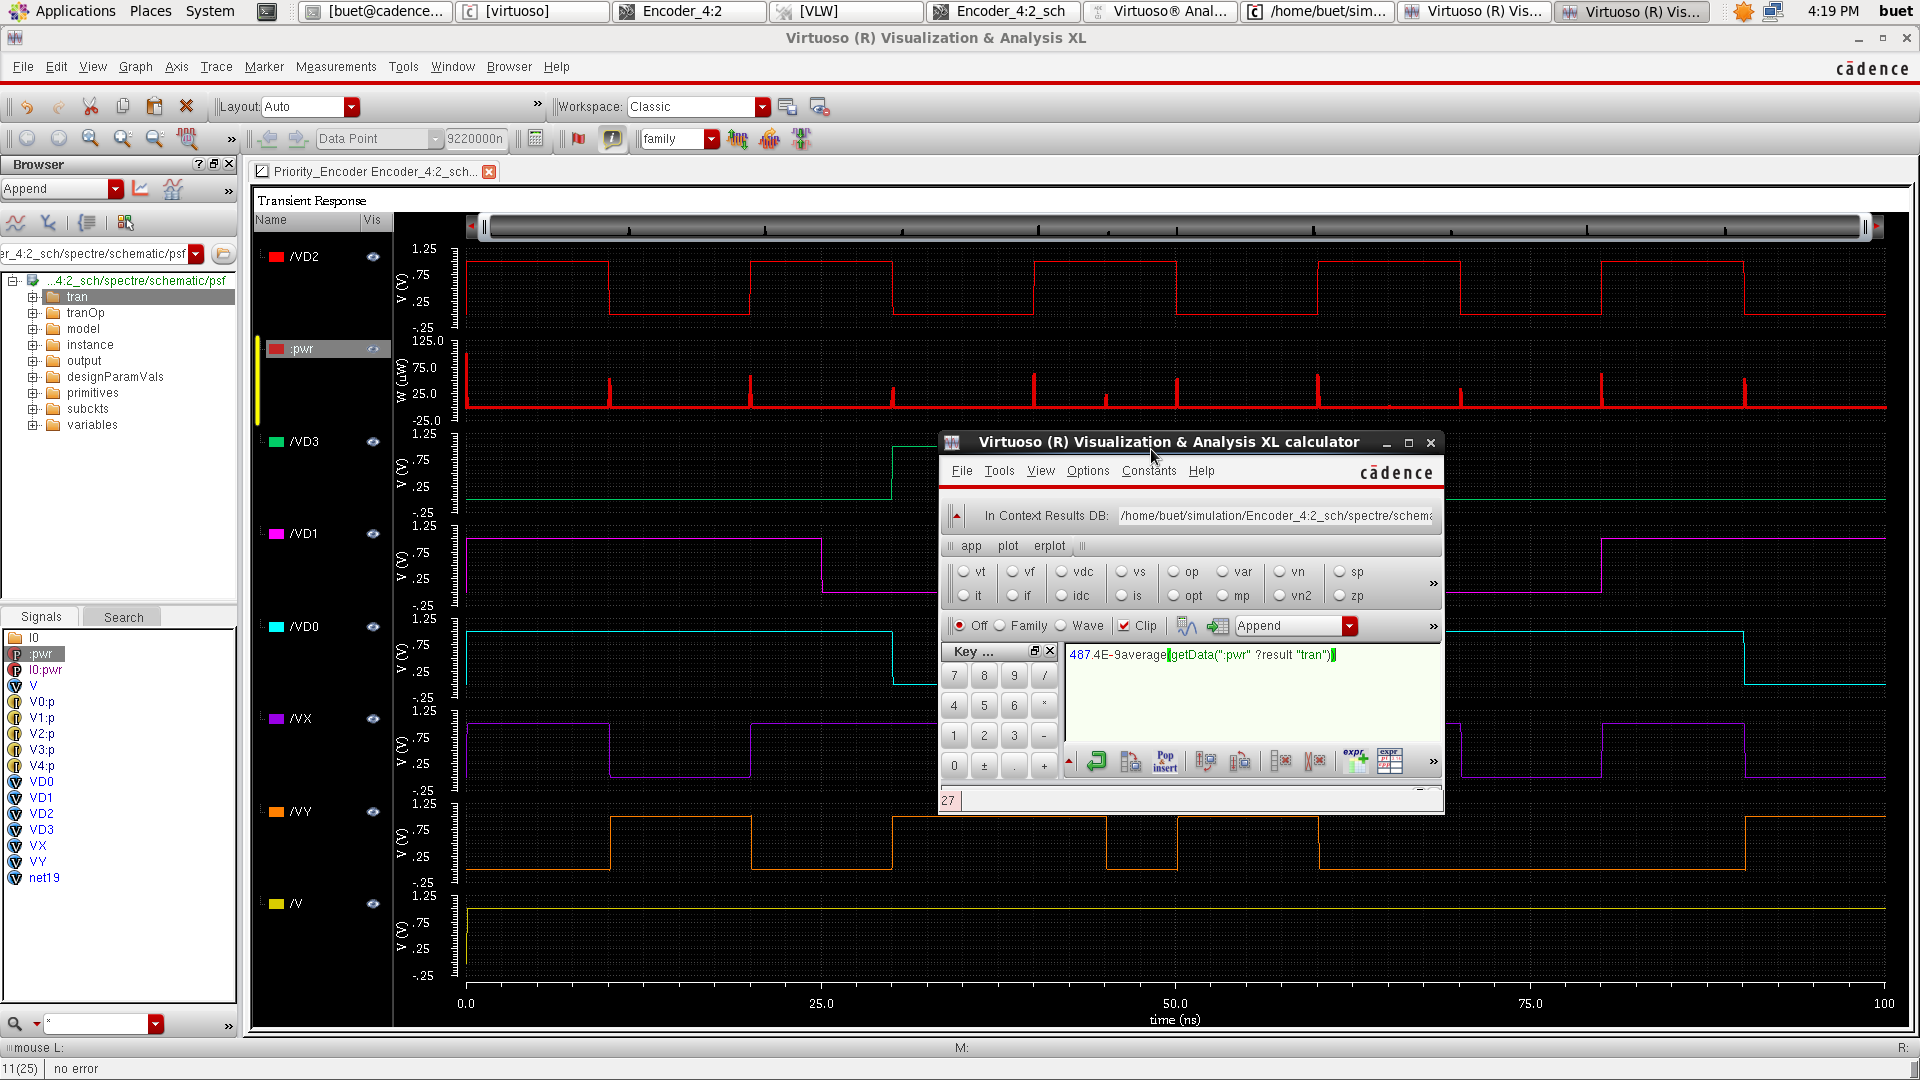 Applications Places System [buet@cadence... [virtuoso] Encoder_4:2 [VLW] Encoder_4:2_sch Virtuoso® Anal... /home/buet/sim... Virtuoso (R) Vis... Virtuoso (R) Vis... 4:19 PM buet
Virtuoso (R) Visualization & Analysis XL
File Edit View Graph Axis Trace Marker Measurements Tools Window Browser Help cādence
Layout: Auto » Workspace: Classic
» Data Point 9220000n family
Browser
Append »
er_4:2_sch/spectre/schematic/psf
...4:2_sch/spectre/schematic/psf
tran
tranOp
model
instance
output
designParamVals
primitives
subckts
variables
Signals Search
I0
:pwr
I0:pwr
V
V0:p
V1:p
V2:p
V3:p
V4:p
VD0
VD1
VD2
VD3
VX
VY
net19
* »
Priority_Encoder Encoder_4:2_sch...
Transient Response
Name Vis
/VD2
V (V)
1.25
.75
.25
-.25
:pwr
W (uW)
125.0
75.0
25.0
-25.0
/VD3
V (V)
1.25
.75
.25
-.25
/VD1
V (V)
1.25
.75
.25
-.25
/VD0
V (V)
1.25
.75
.25
-.25
/VX
V (V)
1.25
.75
.25
-.25
/VY
V (V)
1.25
.75
.25
-.25
/V
V (V)
1.25
.75
.25
-.25
0.0 25.0 50.0 75.0 100
time (ns)
Virtuoso (R) Visualization & Analysis XL calculator
File Tools View Options Constants Help cādence
In Context Results DB: /home/buet/simulation/Encoder_4:2_sch/spectre/schema
app plot erplot
vt vf vdc vs op var vn sp »
it if idc is opt mp vn2 zp
Off Family Wave Clip Append »
Key ...
7 8 9 /
4 5 6 *
1 2 3 -
0 ± . +
487.4E-9average(getData(":pwr" ?result "tran"))
Pop insert expr expr »
27
mouse L: M: R:
11(25) no error